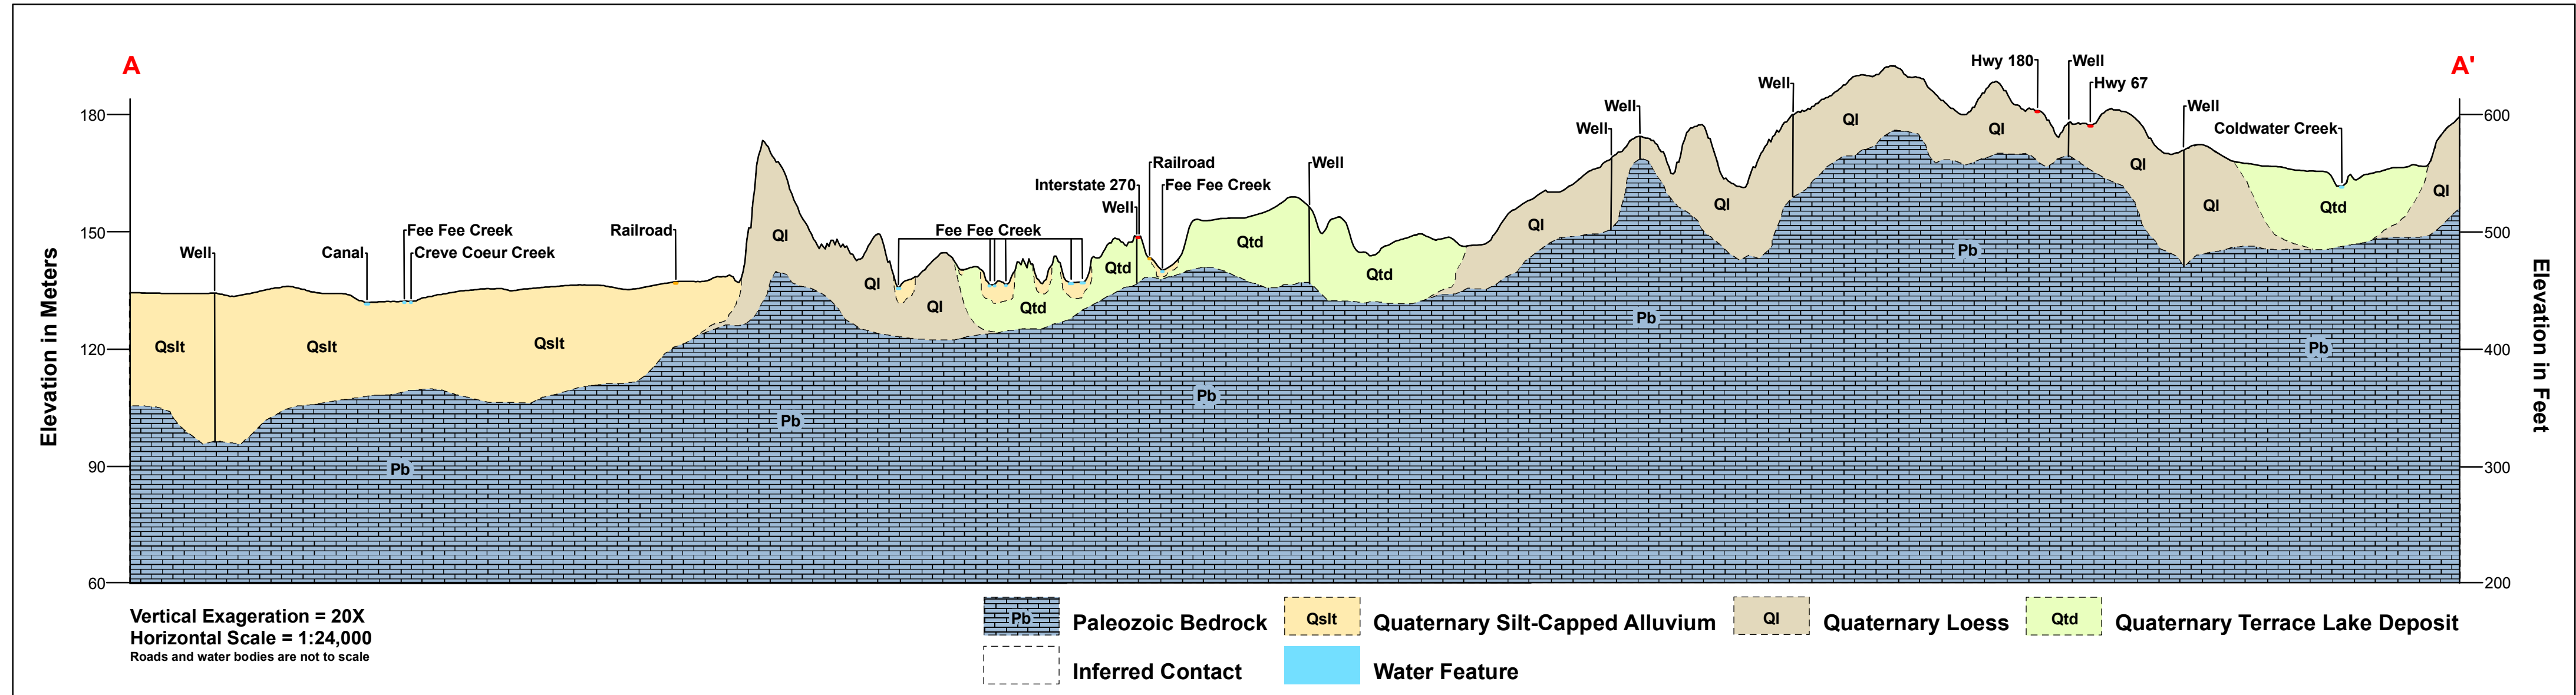 A
A'
Hwy 180
Well
Hwy 67
Well
Well
Well
Well
Coldwater Creek
Railroad
Well
Interstate 270
Fee Fee Creek
Well
Fee Fee Creek
Railroad
Fee Fee Creek
Well
Canal
Creve Coeur Creek
180
150
120
90
60
600
500
400
300
200
Elevation in Meters
Elevation in Feet
Qslt
Qslt
Qslt
Ql
Ql
Ql
Qtd
Qtd
Qtd
Qtd
Ql
Ql
Ql
Ql
Ql
Ql
Qtd
Ql
Pb
Pb
Pb
Pb
Pb
Pb
Vertical Exageration = 20X
Horizontal Scale = 1:24,000
Roads and water bodies are not to scale
Pb
Paleozoic Bedrock
Qslt
Quaternary Silt-Capped Alluvium
Ql
Quaternary Loess
Qtd
Quaternary Terrace Lake Deposit
Inferred Contact
Water Feature